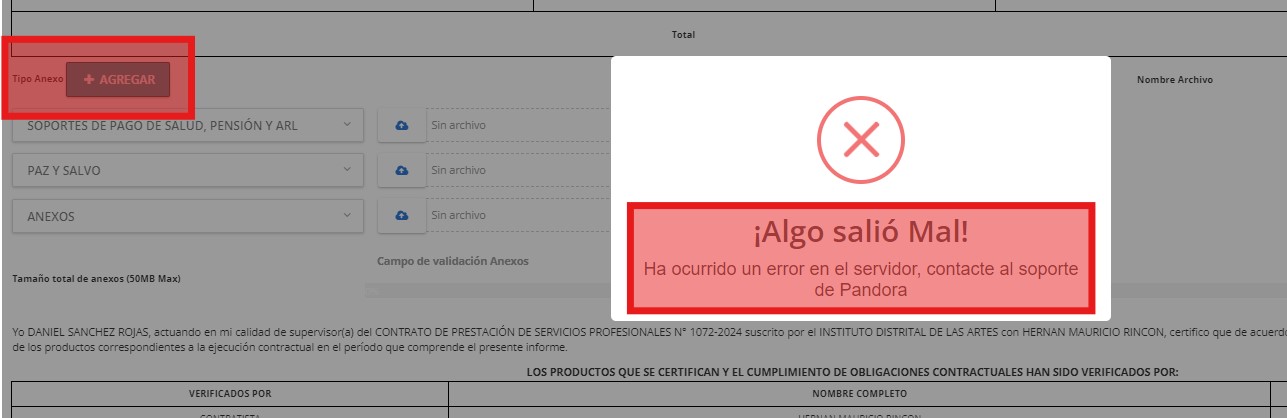 Total
Tipo Anexo + AGREGAR
Nombre Archivo
SOPORTES DE PAGO DE SALUD, PENSIÓN Y ARL
Sin archivo
PAZ Y SALVO
Sin archivo
ANEXOS
Sin archivo
¡Algo salió Mal!
Ha ocurrido un error en el servidor, contacte al soporte
de Pandora
Campo de validación Anexos
Tamaño total de anexos (50MB Max)
Yo DANIEL SANCHEZ ROJAS, actuando en mi calidad de supervisor(a) del CONTRATO DE PRESTACIÓN DE SERVICIOS PROFESIONALES N° 1072-2024 suscrito por el INSTITUTO DISTRITAL DE LAS ARTES con HERNAN MAURICIO RINCON, certifico que de acuerdo
de los productos correspondientes a la ejecución contractual en el período que comprende el presente informe.
LOS PRODUCTOS QUE SE CERTIFICAN Y EL CUMPLIMIENTO DE OBLIGACIONES CONTRACTUALES HAN SIDO VERIFICADOS POR:
VERIFICADOS POR
NOMBRE COMPLETO
CONTRATISTA
HERNAN MAURICIO RINCON